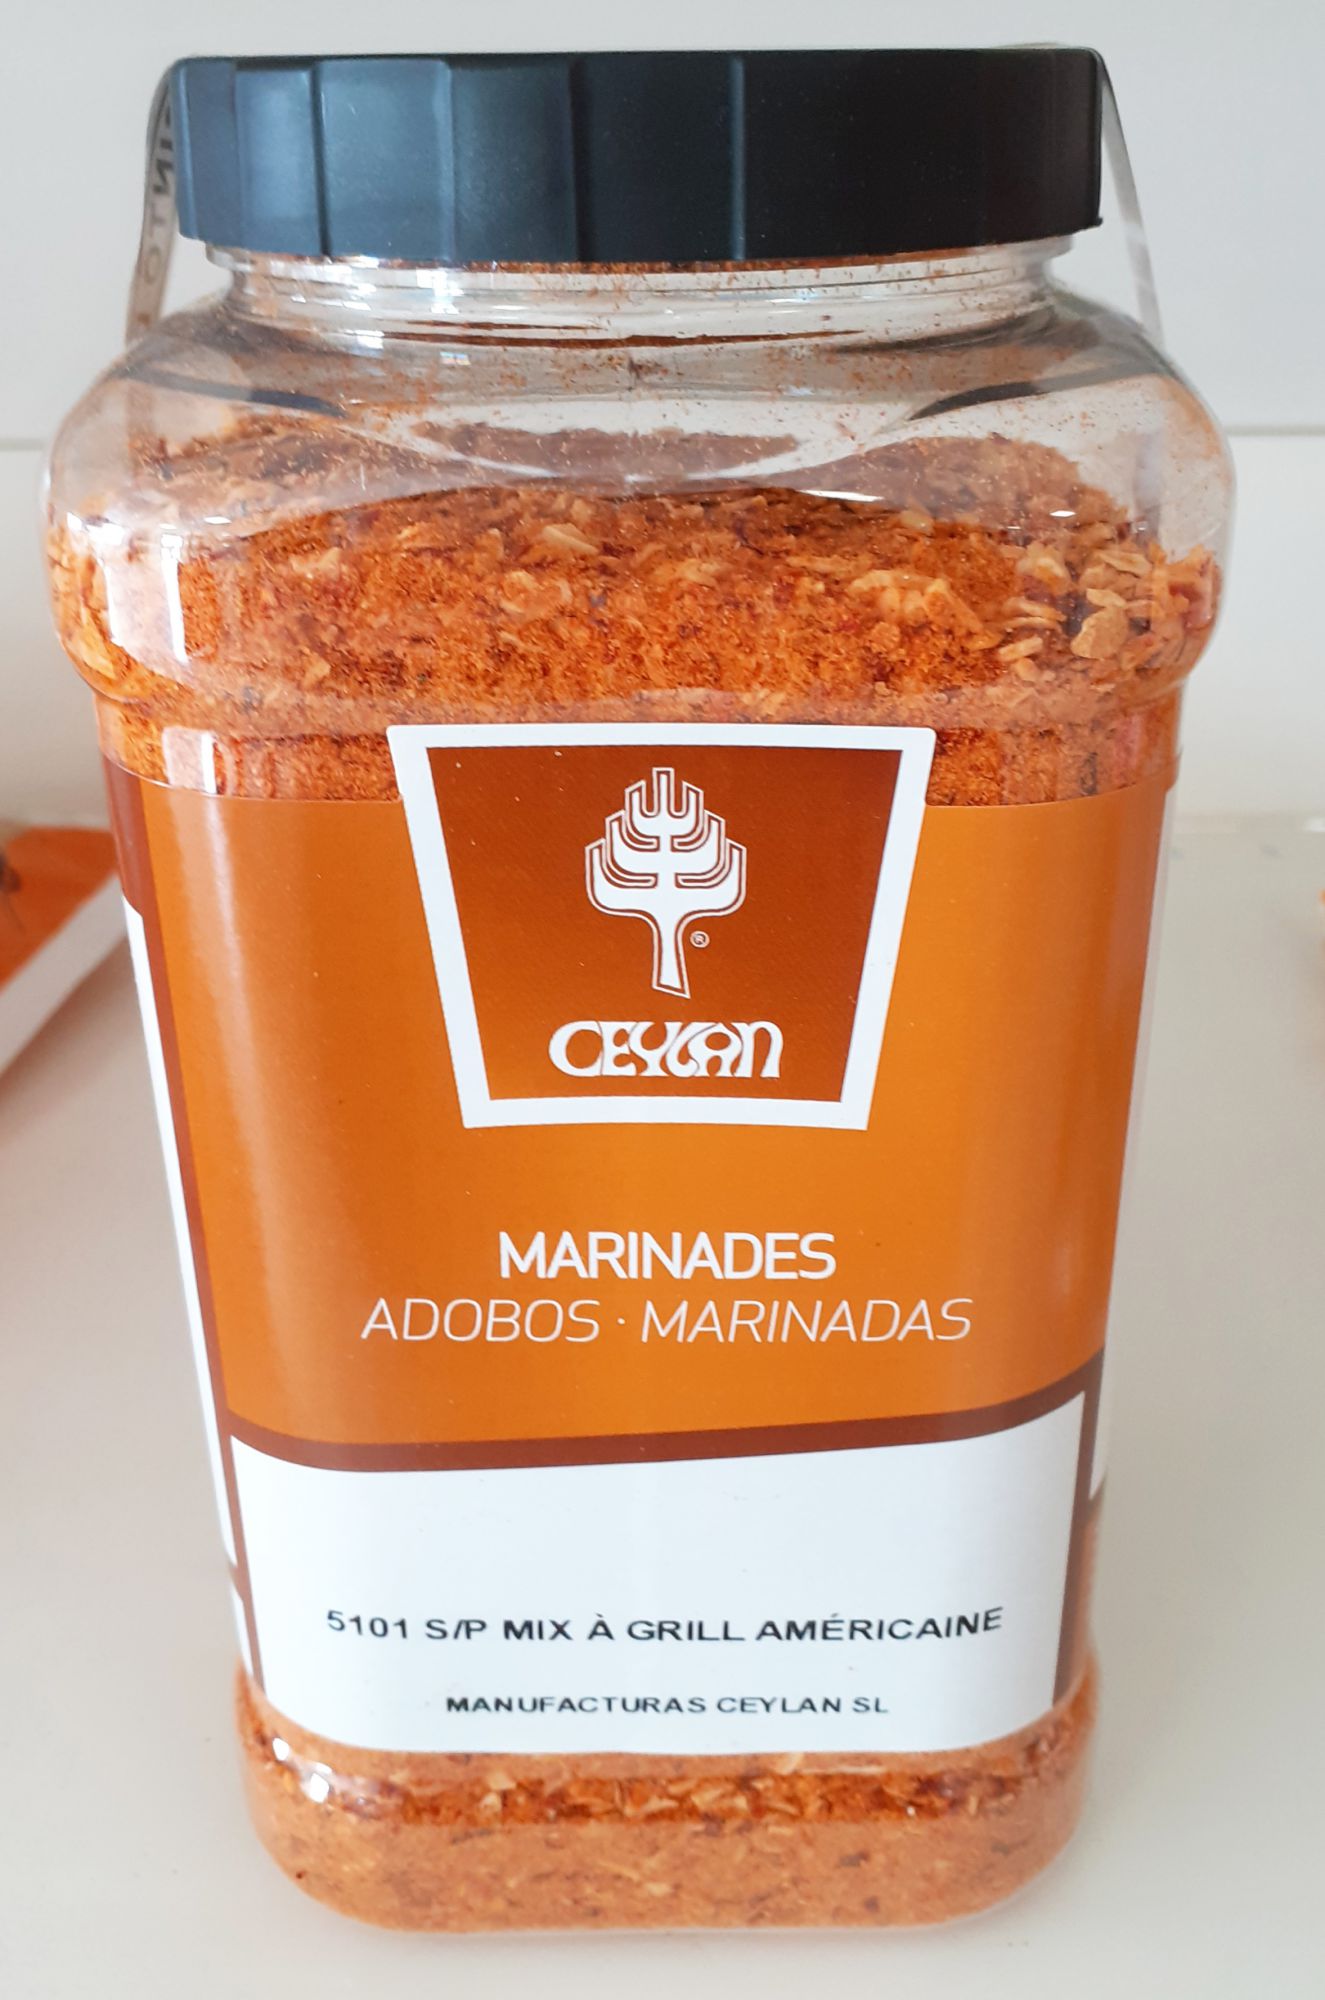 ®
CEYLAN
MARINADES
ADOBOS · MARINADAS
5101 S/P MIX À GRILL AMÉRICAINE
MANUFACTURAS CEYLAN SL